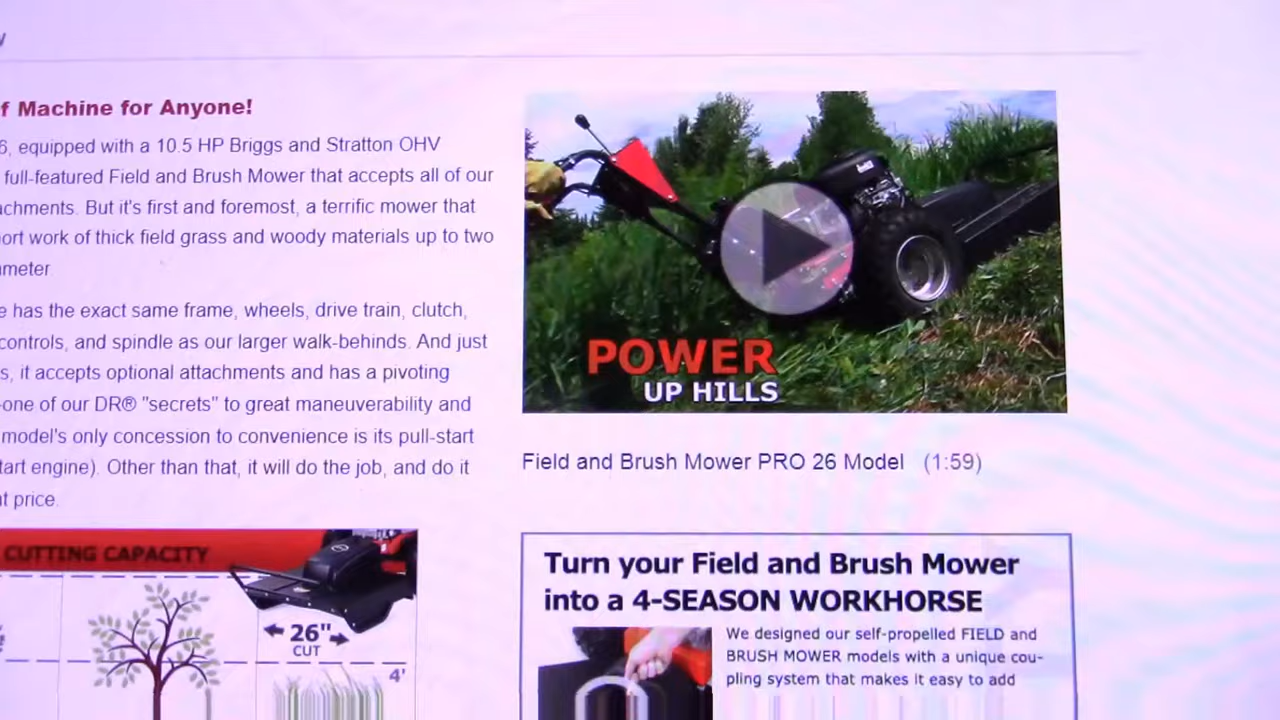 y
f Machine for Anyone!
6, equipped with a 10.5 HP Briggs and Stratton OHV
full-featured Field and Brush Mower that accepts all of our
achments. But it's first and foremost, a terrific mower that
ort work of thick field grass and woody materials up to two
meter
e has the exact same frame, wheels, drive train, clutch,
controls, and spindle as our larger walk-behinds. And just
s, it accepts optional attachments and has a pivoting
-one of our DR® "secrets" to great maneuverability and
model's only concession to convenience is its pull-start
tart engine). Other than that, it will do the job, and do it
t price.
CUTTING CAPACITY
26"
CUT
4'
POWER
UP HILLS
Field and Brush Mower PRO 26 Model (1:59)
Turn your Field and Brush Mower
into a 4-SEASON WORKHORSE
We designed our self-propelled FIELD and
BRUSH MOWER models with a unique cou-
pling system that makes it easy to add